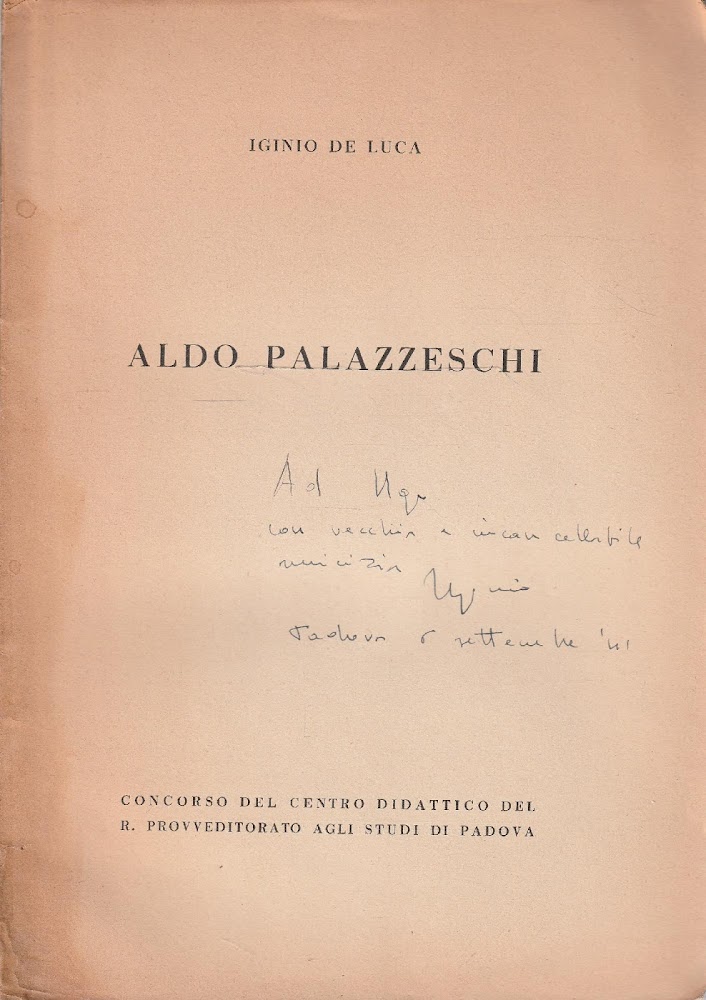 IGINIO DE LUCA
ALDO PALAZZESCHI
Ad Ugo
con vecchia e incancellabile
amicizia Iginio
Padova 6 settembre
CONCORSO DEL CENTRO DIDATTICO DEL
R. PROVVEDITORATO AGLI STUDI DI PADOVA